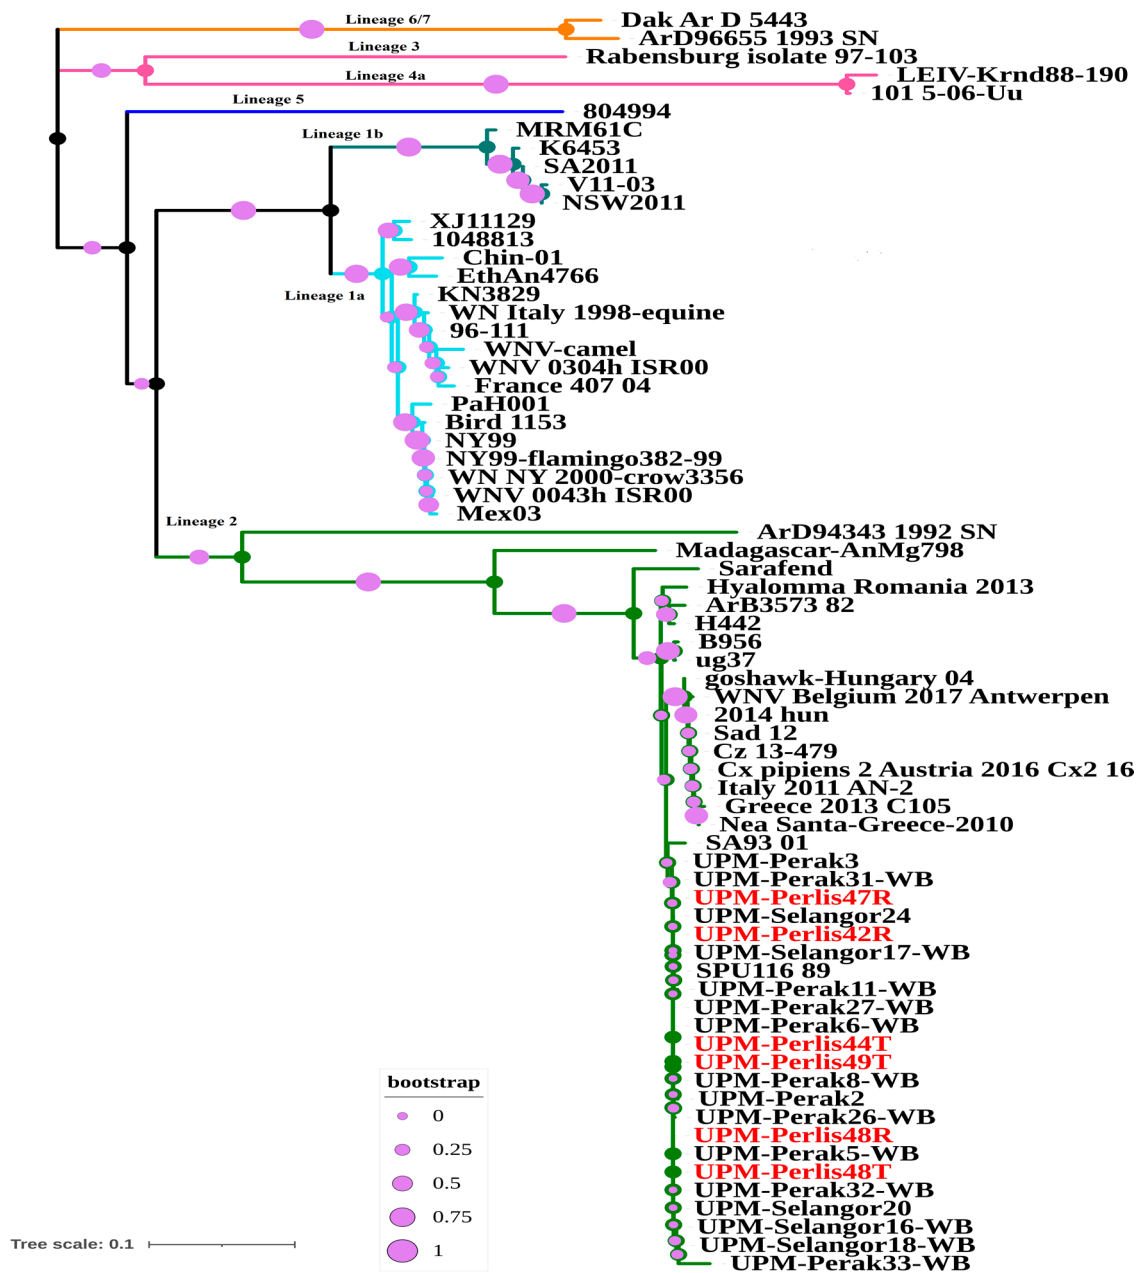 Lineage 6/7
Dak Ar D 5443
ArD96655 1993 SN
Lineage 3
Rabensburg isolate 97-103
Lineage 4a
LEIV-Krnd88-190
101 5-06-Uu
Lineage 5
804994
Lineage 1b
MRM61C
K6453
SA2011
V11-03
NSW2011
XJ11129
1048813
Chin-01
EthAn4766
Lineage 1a
KN3829
WN Italy 1998-equine
96-111
WNV-camel
WNV 0304h ISR00
France 407 04
PaH001
Bird 1153
NY99
NY99-flamingo382-99
WN NY 2000-crow3356
WNV 0043h ISR00
Mex03
Lineage 2
ArD94343 1992 SN
Madagascar-AnMg798
Sarafend
Hyalomma Romania 2013
ArB3573 82
H442
B956
ug37
goshawk-Hungary 04
WNV Belgium 2017 Antwerpen
2014 hun
Sad 12
Cz 13-479
Cx pipiens 2 Austria 2016 Cx2 16
Italy 2011 AN-2
Greece 2013 C105
Nea Santa-Greece-2010
SA93 01
UPM-Perak3
UPM-Perak31-WB
UPM-Perlis47R
UPM-Selangor24
UPM-Perlis42R
UPM-Selangor17-WB
SPU116 89
UPM-Perak11-WB
UPM-Perak27-WB
UPM-Perak6-WB
UPM-Perlis44T
UPM-Perlis49T
UPM-Perak8-WB
UPM-Perak2
UPM-Perak26-WB
UPM-Perlis48R
UPM-Perak5-WB
UPM-Perlis48T
UPM-Perak32-WB
UPM-Selangor20
UPM-Selangor16-WB
UPM-Selangor18-WB
UPM-Perak33-WB
bootstrap
0
0.25
0.5
0.75
1
Tree scale: 0.1